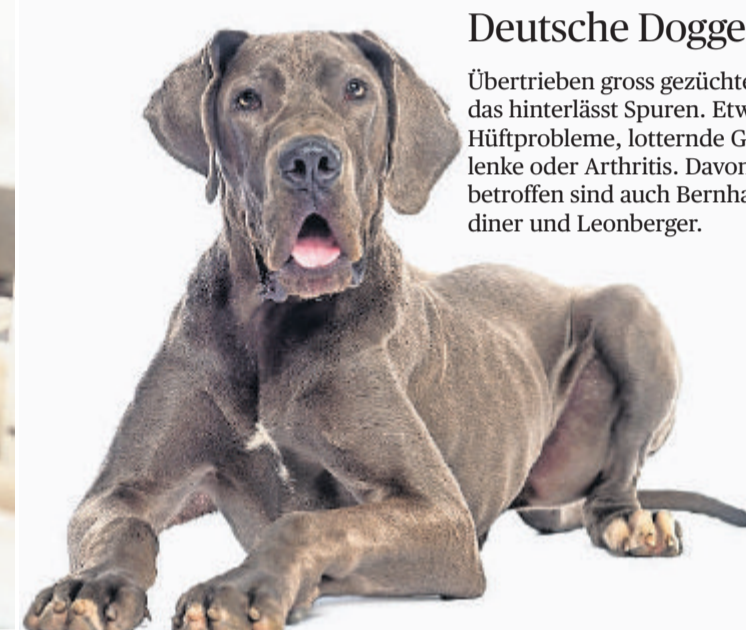 Deutsche Dogge
Übertrieben gross gezüchte
das hinterlässt Spuren. Etw
Hüftprobleme, lotternde G
lenke oder Arthritis. Davon
betroffen sind auch Bernha
diner und Leonberger.